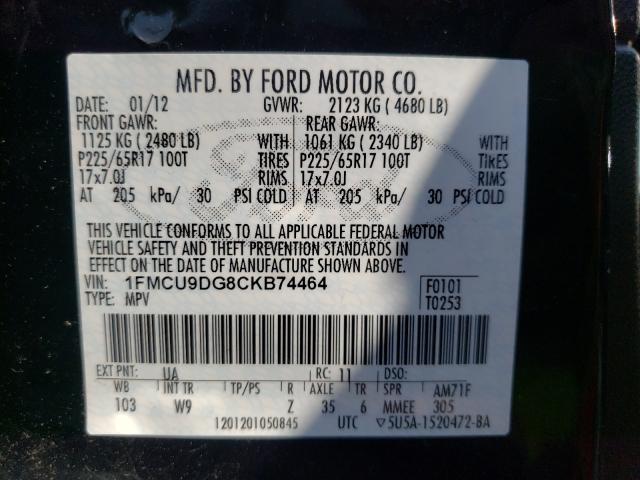 MFD. BY FORD MOTOR CO.
DATE: 01/12 GVWR: 2123 KG ( 4680 LB)
FRONT GAWR: REAR GAWR:
1125 KG ( 2480 LB) WITH 1061 KG ( 2340 LB) WITH
P225/65R17 100T TIRES P225/65R17 100T TIRES
17x7.0J RIMS 17x7.0J RIMS
AT 205 kPa/ 30 PSI COLD AT 205 kPa/ 30 PSI COLD
THIS VEHICLE CONFORMS TO ALL APPLICABLE FEDERAL MOTOR
VEHICLE SAFETY AND THEFT PREVENTION STANDARDS IN
EFFECT ON THE DATE OF MANUFACTURE SHOWN ABOVE.
VIN: 1FMCU9DG8CKB74464 F0101
TYPE: MPV T0253
EXT PNT: UA RC: 11 DSO:
WB INT TR TP/PS R AXLE TR SPR AM71F
103 W9 Z 35 6 MMEE 305
1201201050845 UTC ▽5U5A-1520472-BA